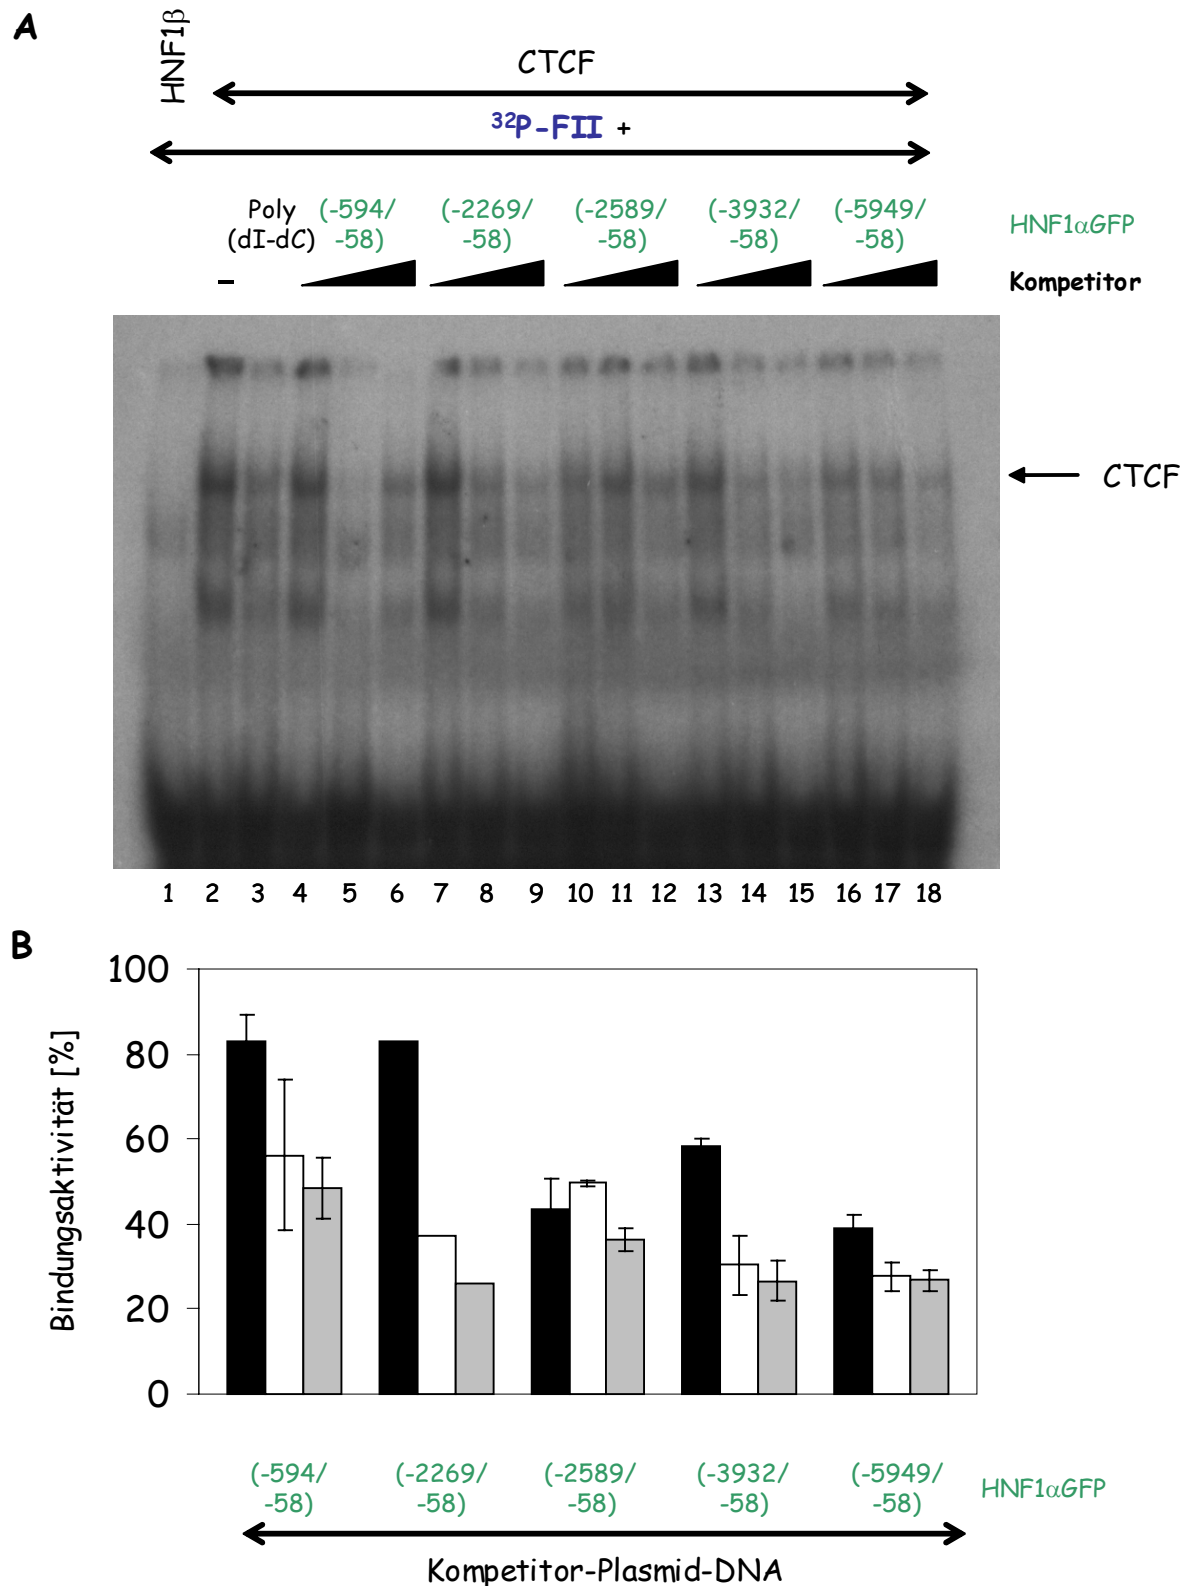 A
HNF1β
CTCF
32P-FII +
Poly (-594/ (-2269/ (-2589/ (-3932/ (-5949/
(dI-dC) -58) -58) -58) -58) -58) HNF1αGFP
– Kompetitor
CTCF
1 2 3 4 5 6 7 8 9 10 11 12 13 14 15 16 17 18
B
100
80
60
40
20
0
Bindungsaktivität [%]
(-594/ (-2269/ (-2589/ (-3932/ (-5949/
-58) -58) -58) -58) -58) HNF1αGFP
Kompetitor-Plasmid-DNA